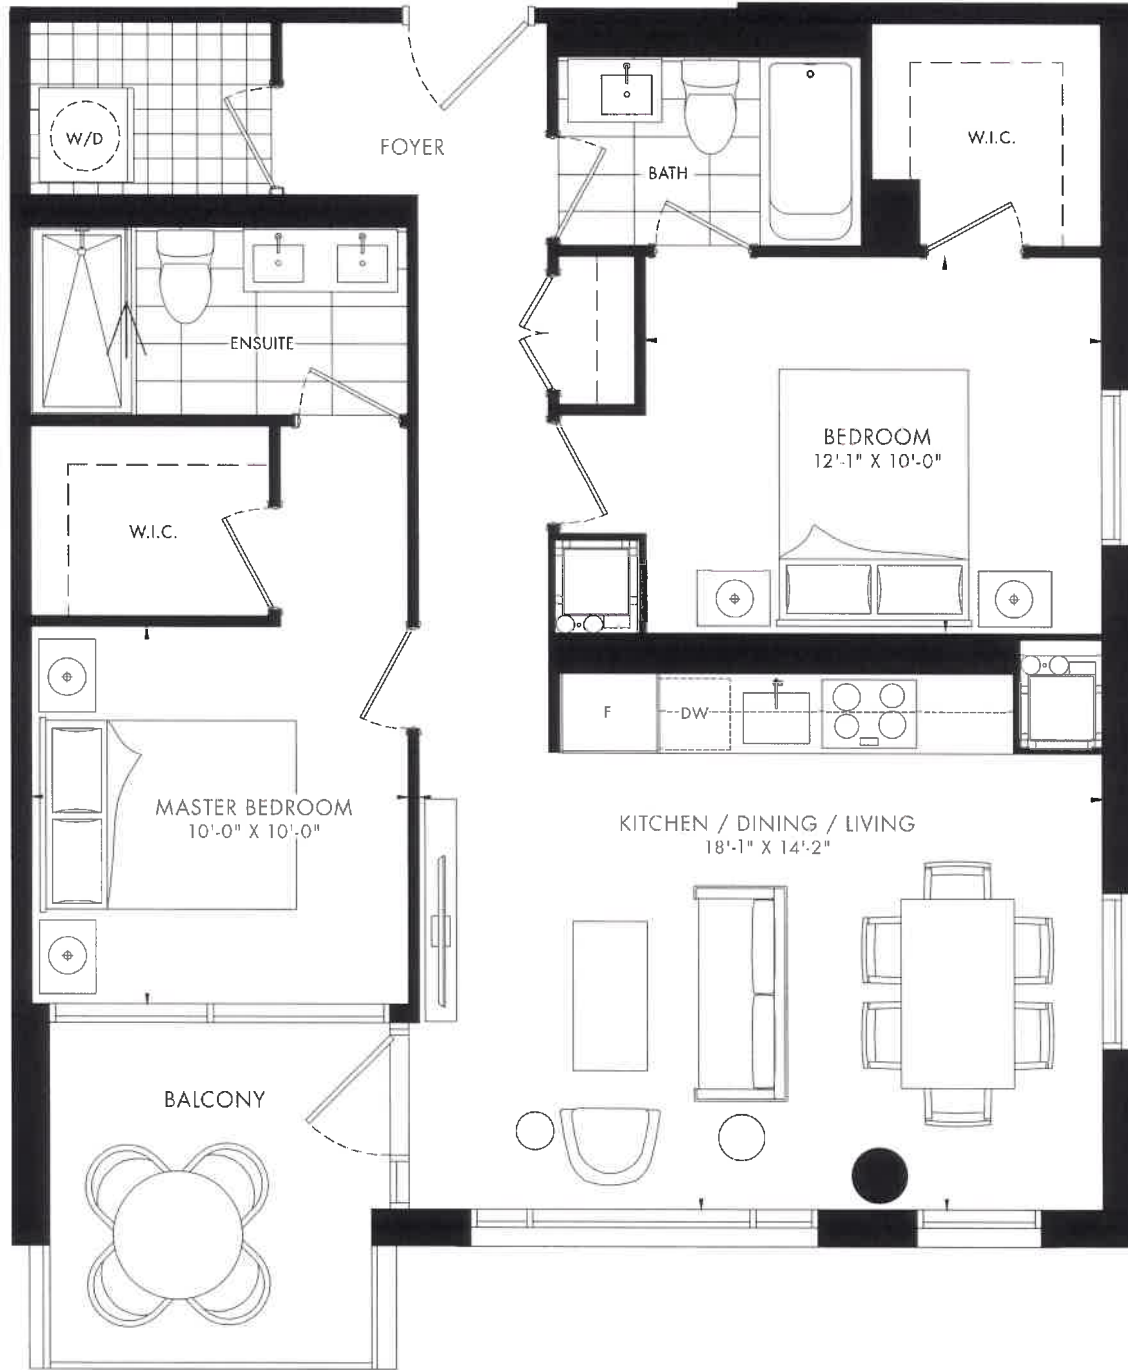 W/D
FOYER
BATH
W.I.C.
ENSUITE
BEDROOM
12'-1" X 10'-0"
W.I.C.
F
DW
MASTER BEDROOM
10'-0" X 10'-0"
KITCHEN / DINING / LIVING
18'-1" X 14'-2"
BALCONY